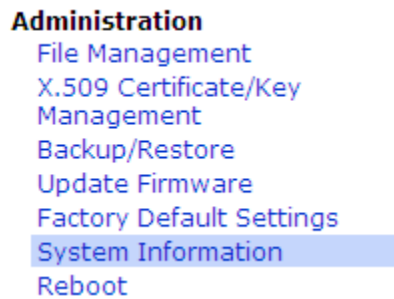 Administration
File Management
X.509 Certificate/Key
Management
Backup/Restore
Update Firmware
Factory Default Settings
System Information
Reboot